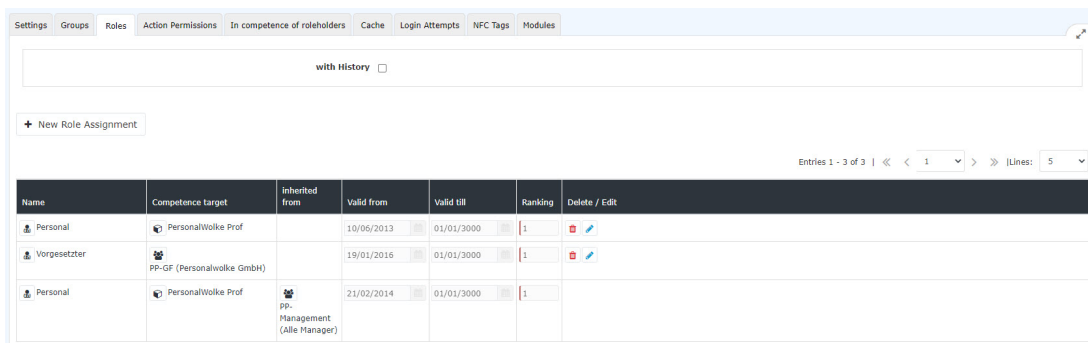 Settings Groups Roles Action Permissions In competence of roleholders Cache Login Attempts NFC Tags Modules
with History
+ New Role Assignment
Entries 1 - 3 of 3 | « < 1 > » |Lines: 5
Name Competence target inherited from Valid from Valid till Ranking Delete / Edit
Personal PersonalWolke Prof 10/06/2013 01/01/3000 1
Vorgesetzter 19/01/2016 01/01/3000 1
PP-GF (Personalwolke GmbH)
Personal PersonalWolke Prof 21/02/2014 01/01/3000 1
PP-
Management
(Alle Manager)